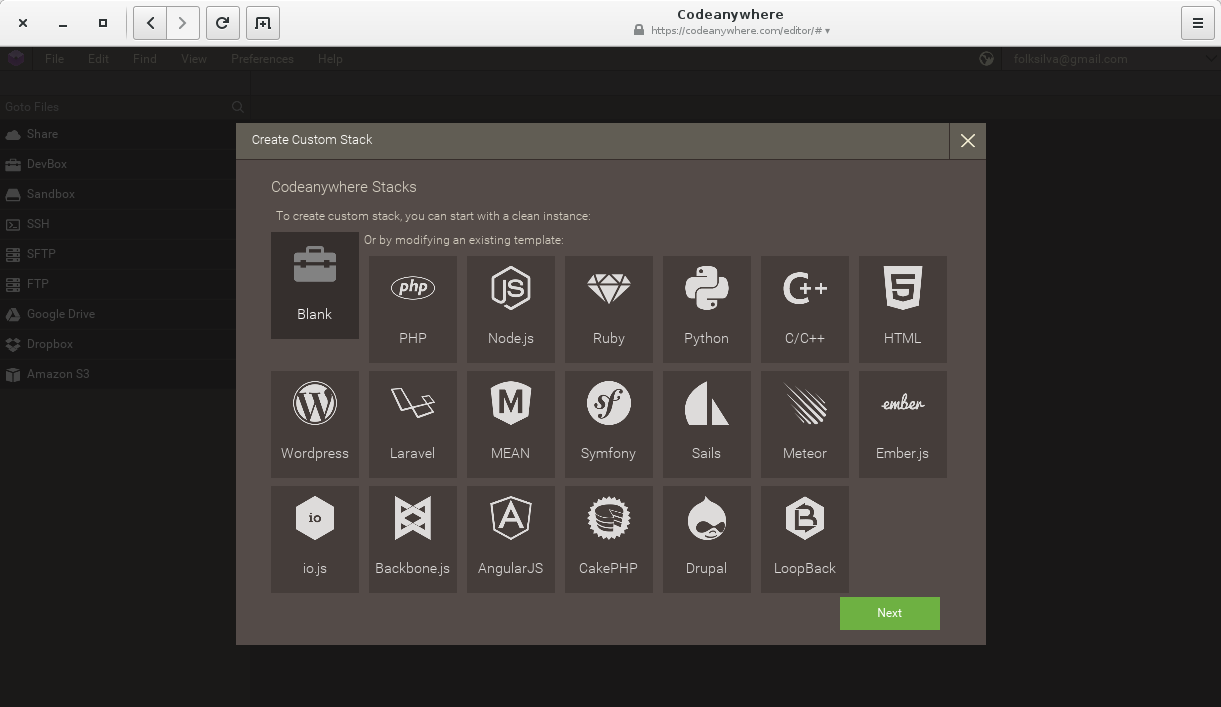 Codeanywhere
https://codeanywhere.com/editor/# ▾
File Edit Find View Preferences Help
folksilva@gmail.com
Goto Files
Share
DevBox
Sandbox
SSH
SFTP
FTP
Google Drive
Dropbox
Amazon S3
Create Custom Stack
Codeanywhere Stacks
To create custom stack, you can start with a clean instance:
Or by modifying an existing template:
Blank
php
JS
C++
5
PHP Node.js Ruby Python C/C++ HTML
W
M
sf
ember
Wordpress Laravel MEAN Symfony Sails Meteor Ember.js
io
A
B
io.js Backbone.js AngularJS CakePHP Drupal LoopBack
Next